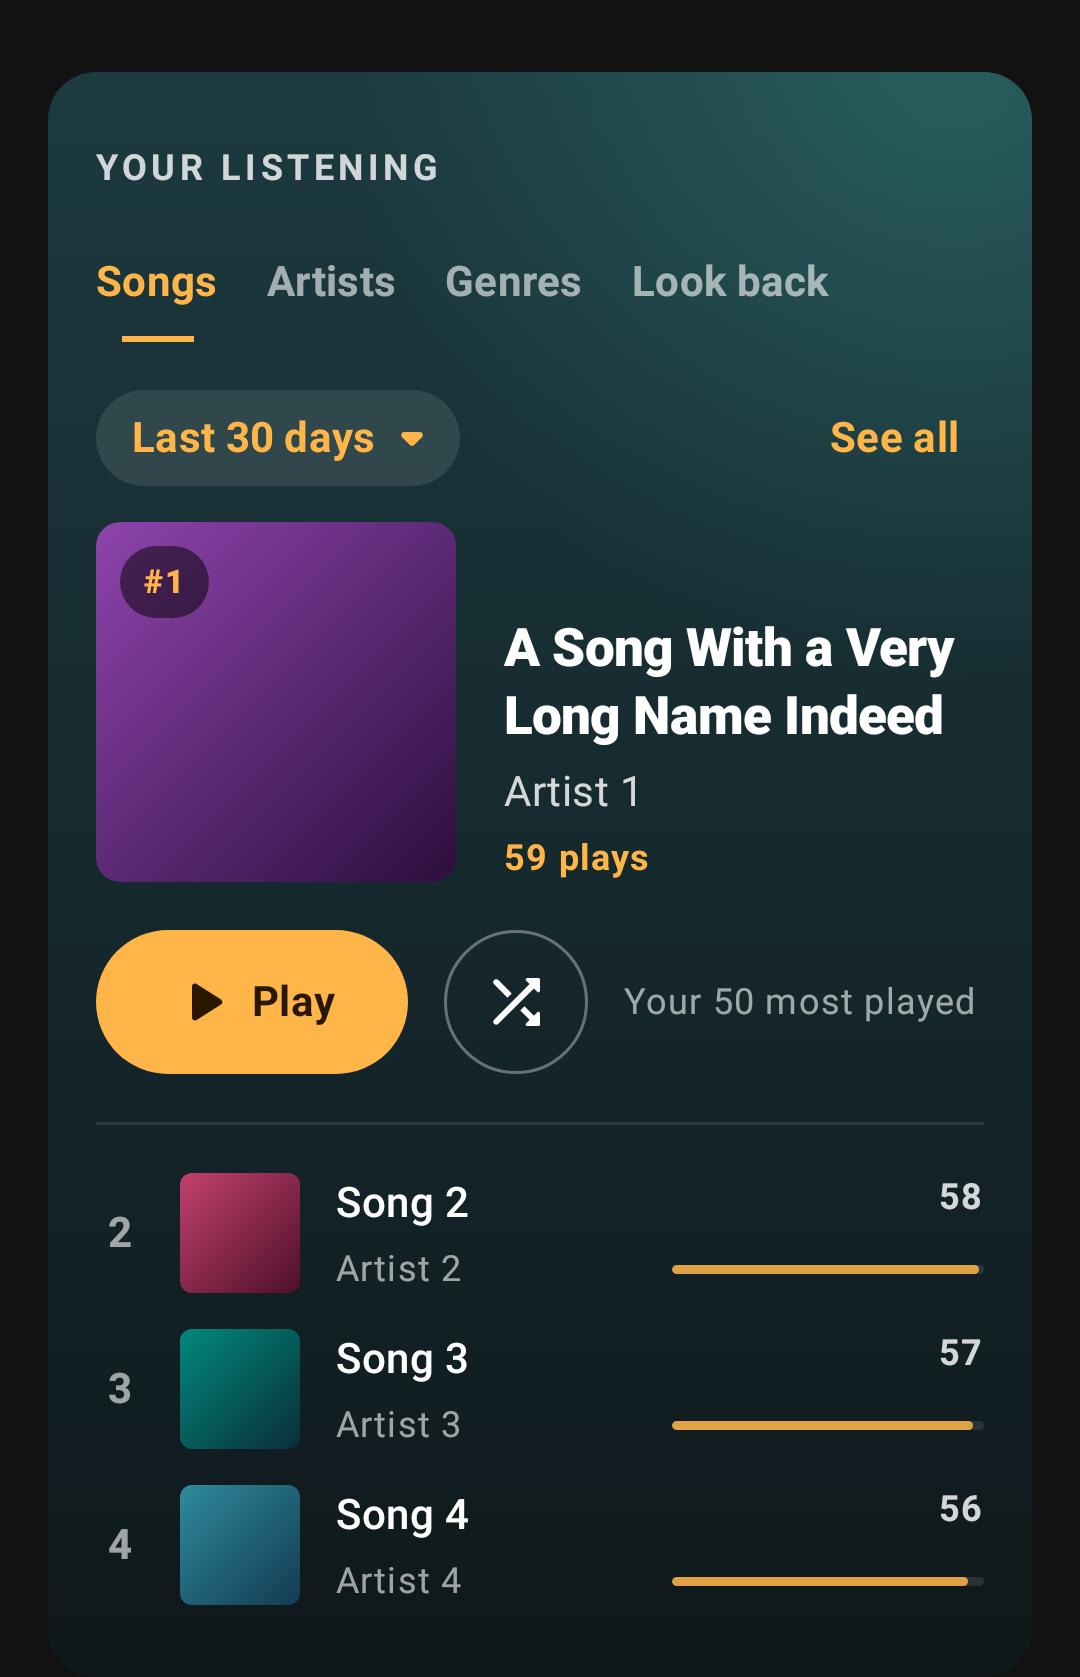 YOUR LISTENING
Songs Artists Genres Look back
Last 30 days See all
#1
A Song With a Very
Long Name Indeed
Artist 1
59 plays
Play Your 50 most played
2 Song 2 58
Artist 2
3 Song 3 57
Artist 3
4 Song 4 56
Artist 4